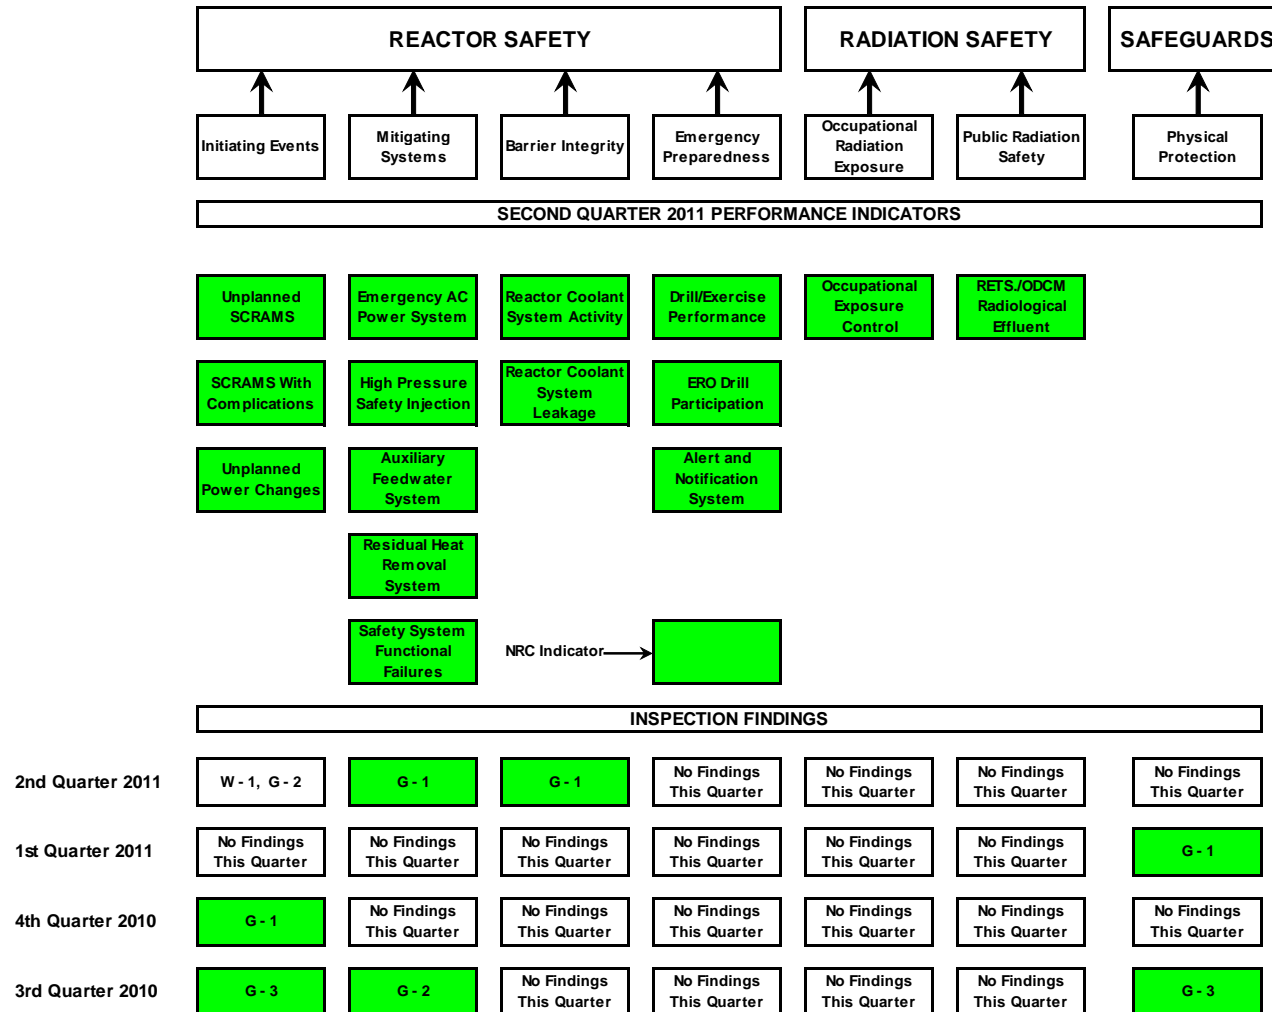 REACTOR SAFETY
RADIATION SAFETY
SAFEGUARDS
Initiating Events
Mitigating
Systems
Barrier Integrity
Emergency
Preparedness
Occupational
Radiation
Exposure
Public Radiation
Safety
Physical
Protection
SECOND QUARTER 2011 PERFORMANCE INDICATORS
Unplanned
SCRAMS
Emergency AC
Power System
Reactor Coolant
System Activity
Drill/Exercise
Performance
Occupational
Exposure
Control
RETS./ODCM
Radiological
Effluent
SCRAMS With
Complications
High Pressure
Safety Injection
Reactor Coolant
System
Leakage
ERO Drill
Participation
Unplanned
Power Changes
Auxiliary
Feedwater
System
Alert and
Notification
System
Residual Heat
Removal
System
Safety System
Functional
Failures
NRC Indicator
INSPECTION FINDINGS
2nd Quarter 2011
W - 1, G - 2
G - 1
G - 1
No Findings
This Quarter
No Findings
This Quarter
No Findings
This Quarter
No Findings
This Quarter
1st Quarter 2011
No Findings
This Quarter
No Findings
This Quarter
No Findings
This Quarter
No Findings
This Quarter
No Findings
This Quarter
No Findings
This Quarter
G - 1
4th Quarter 2010
G - 1
No Findings
This Quarter
No Findings
This Quarter
No Findings
This Quarter
No Findings
This Quarter
No Findings
This Quarter
No Findings
This Quarter
3rd Quarter 2010
G - 3
G - 2
No Findings
This Quarter
No Findings
This Quarter
No Findings
This Quarter
No Findings
This Quarter
G - 3